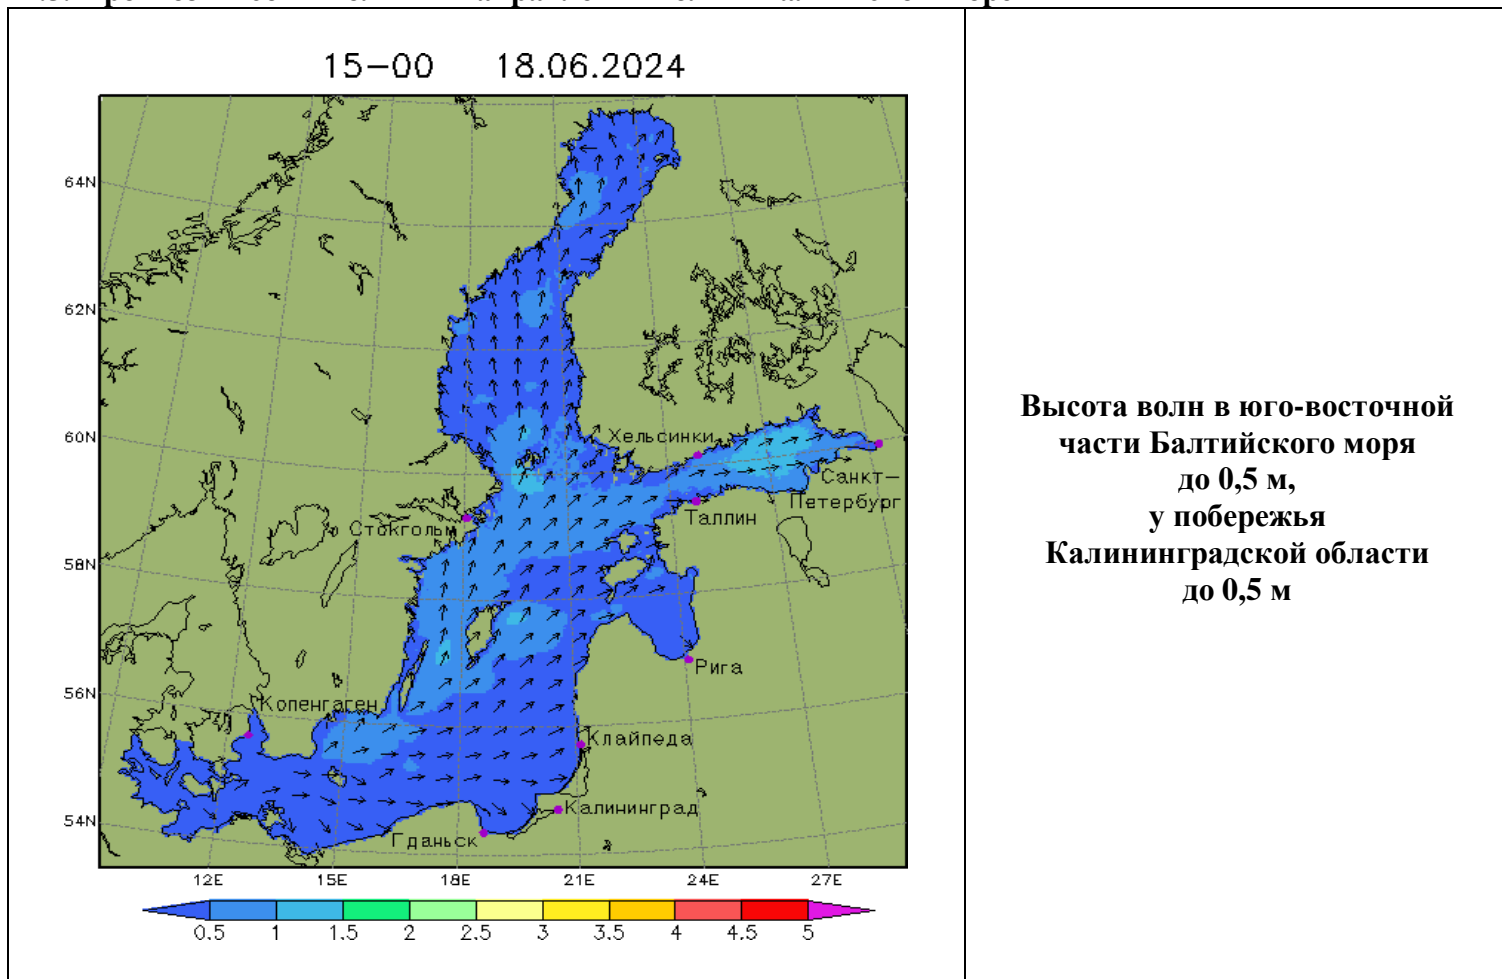 15-00 18.06.2024
64N
62N
60N
58N
56N
54N
Хельсинки
Санкт-
Петербург
Таллин
Стокгольм
Рига
Копенгаген
Клайпеда
Калининград
Гданьск
12E 15E 18E 21E 24E 27E
0.5 1 1.5 2 2.5 3 3.5 4 4.5 5
Высота волн в юго-восточной
части Балтийского моря
до 0,5 м,
у побережья
Калининградской области
до 0,5 м